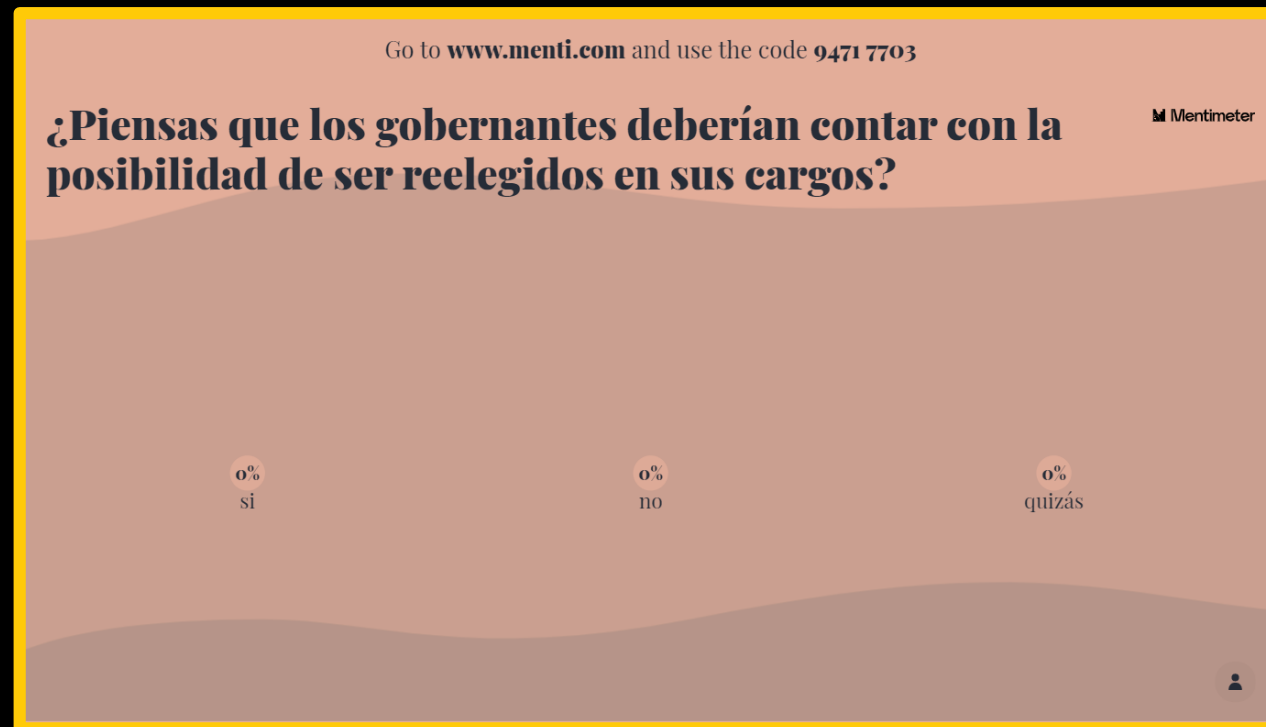 Go to www.menti.com and use the code 9471 7703
¿Piensas que los gobernantes deberían contar con la
posibilidad de ser reelegidos en sus cargos?
Mentimeter
0%
si
0%
no
0%
quizás